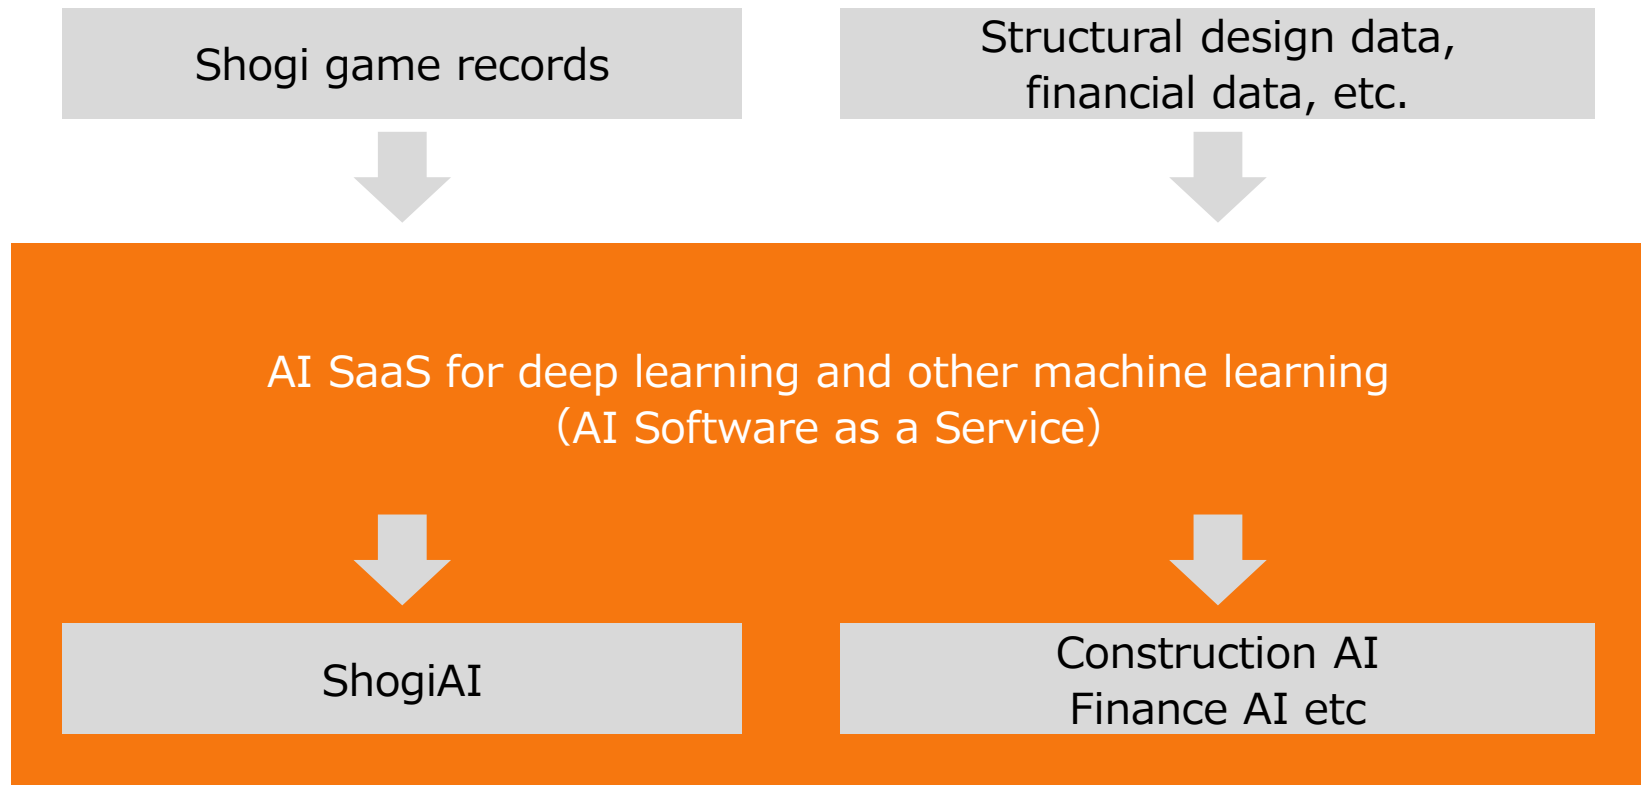 Shogi game records
Structural design data,
financial data, etc.
AI SaaS for deep learning and other machine learning
（AI Software as a Service）
ShogiAI
Construction AI
Finance AI etc